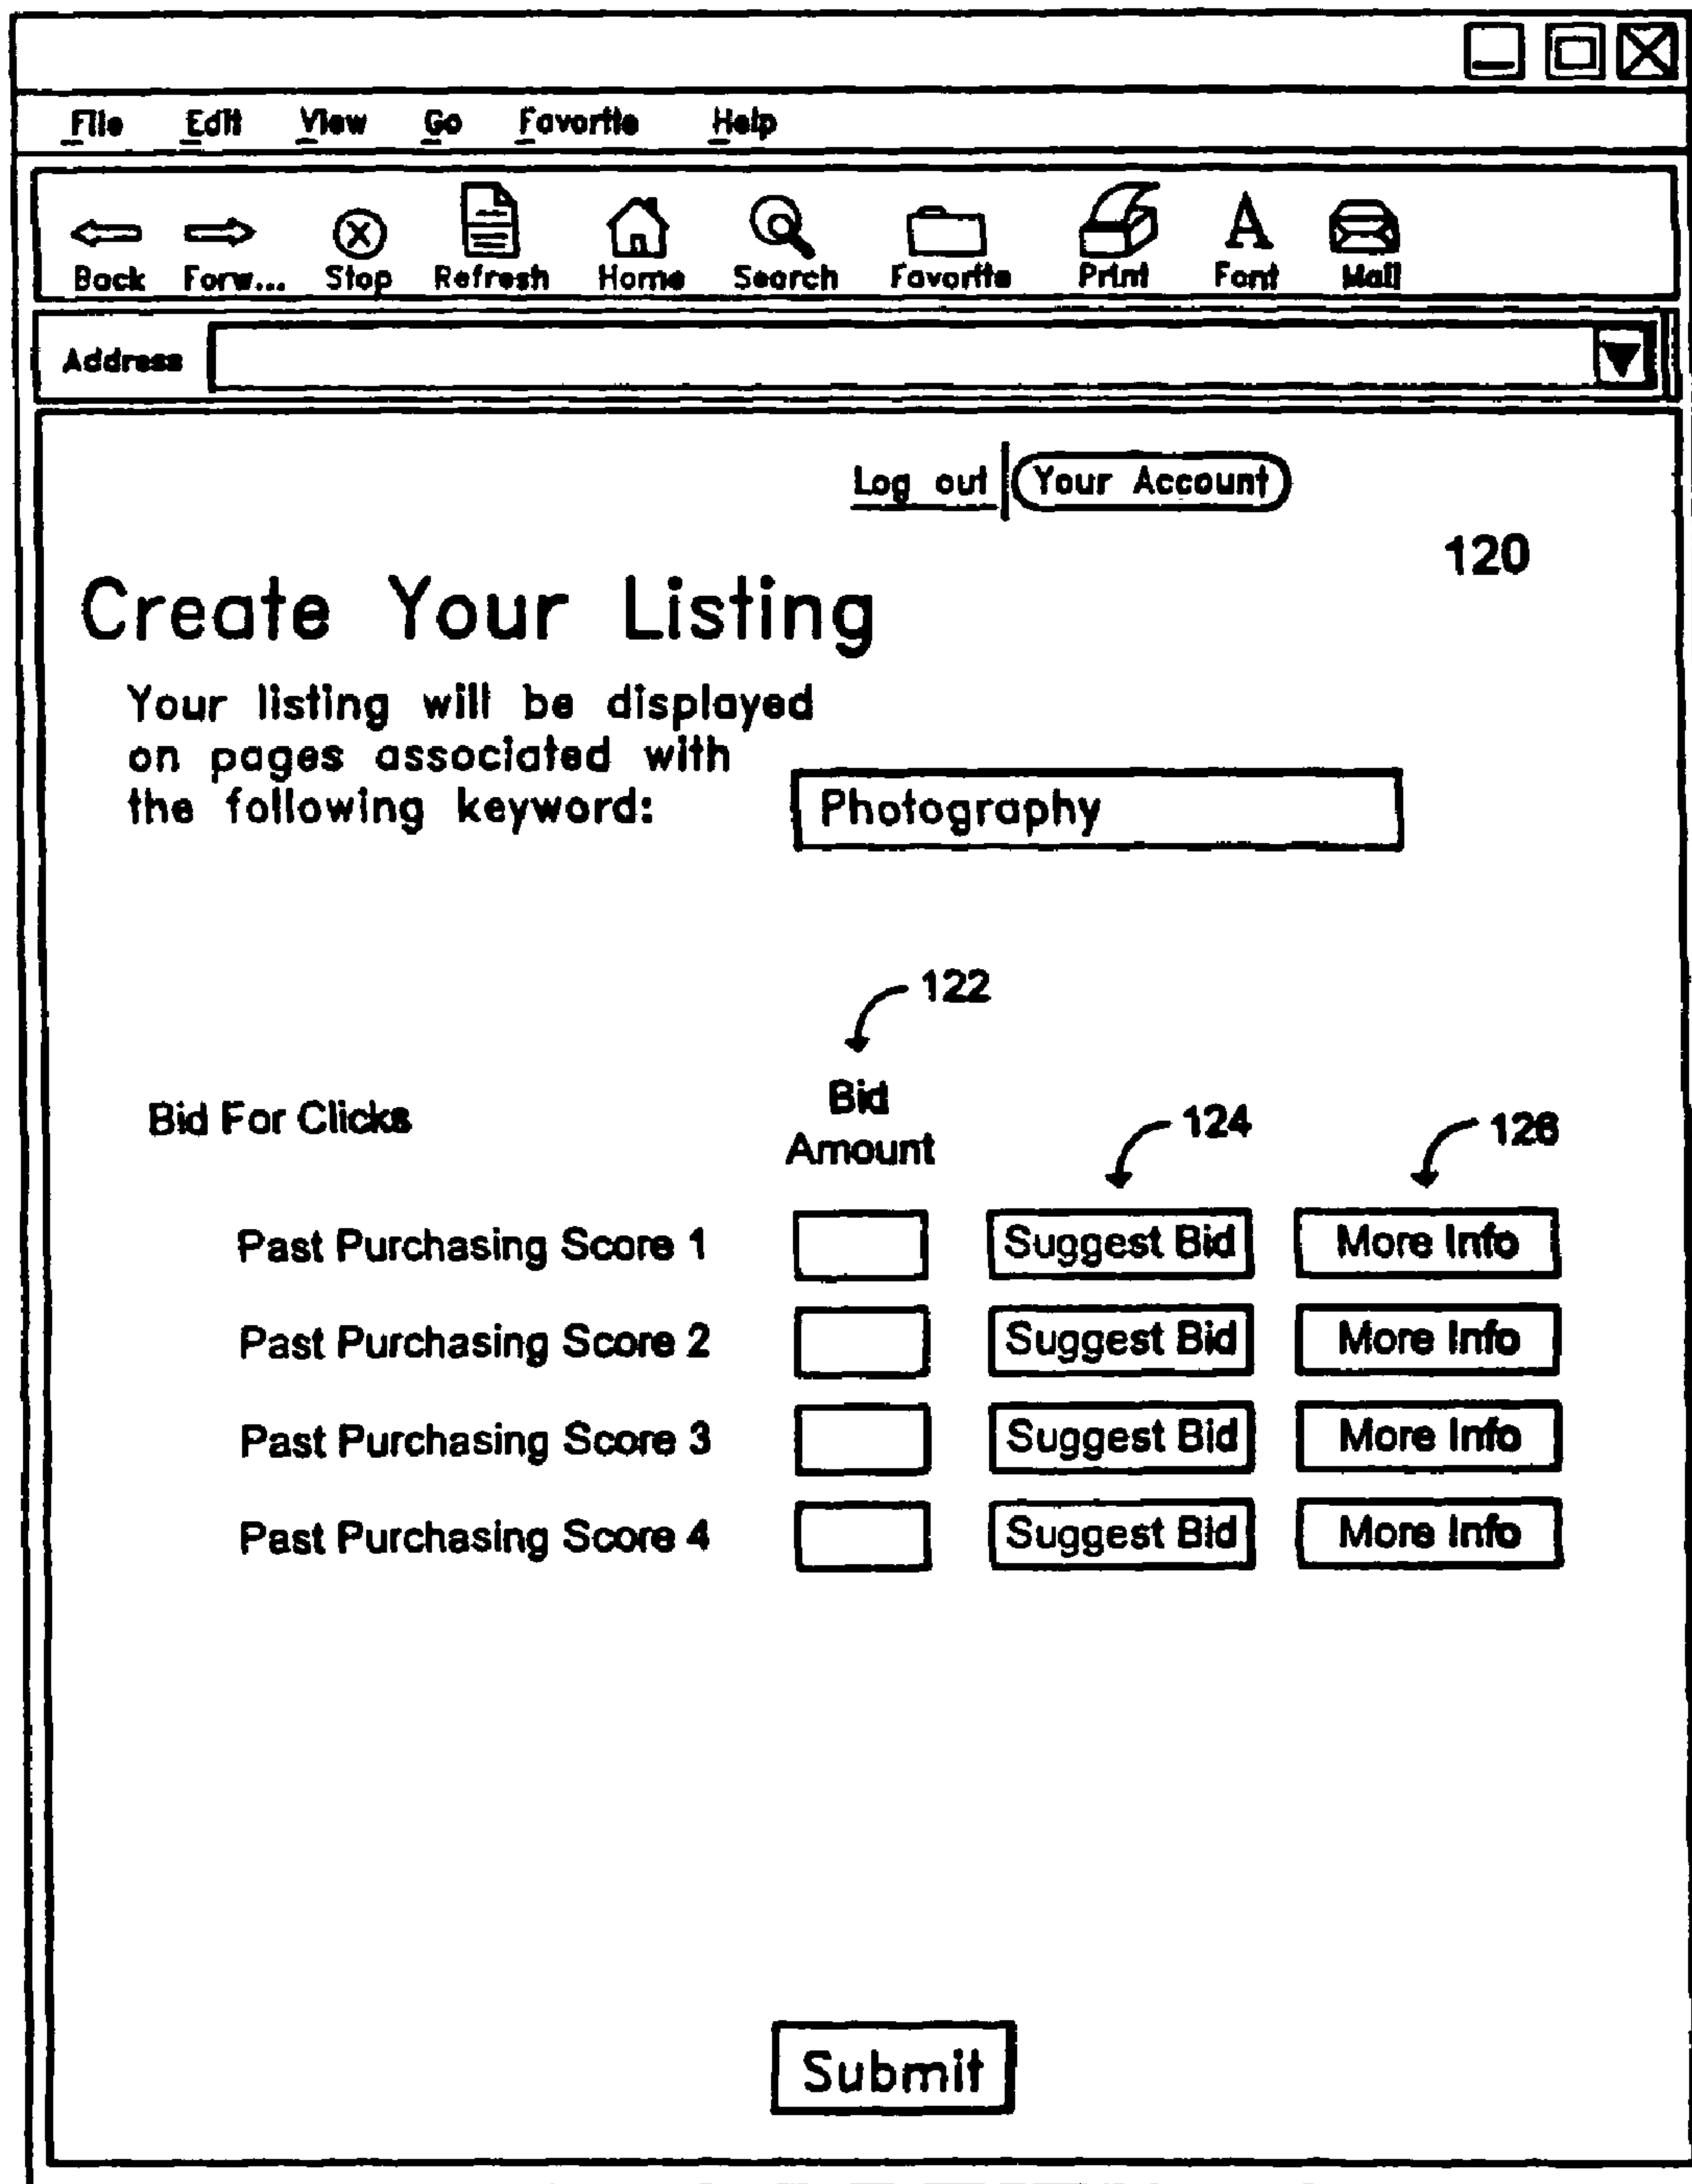 File Edit View Go Favorite Help
Back Forw... Stop Refresh Home Search Favorite Print Font Mail
Address
Log out Your Account
120
Create Your Listing
Your listing will be displayed
on pages associated with
the following keyword:
Photography
122
Bid For Clicks
Bid
Amount
124
126
Past Purchasing Score 1 Suggest Bid More Info
Past Purchasing Score 2 Suggest Bid More Info
Past Purchasing Score 3 Suggest Bid More Info
Past Purchasing Score 4 Suggest Bid More Info
Submit